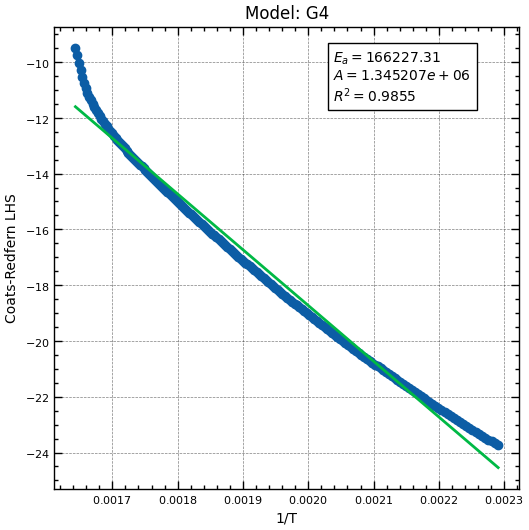 Model: G4
E_a = 166227.31
A = 1.345207e + 06
R^2 = 0.9855
Coats-Redfern LHS
−10
−12
−14
−16
−18
−20
−22
−24
0.0017 0.0018 0.0019 0.0020 0.0021 0.0022 0.0023
1/T